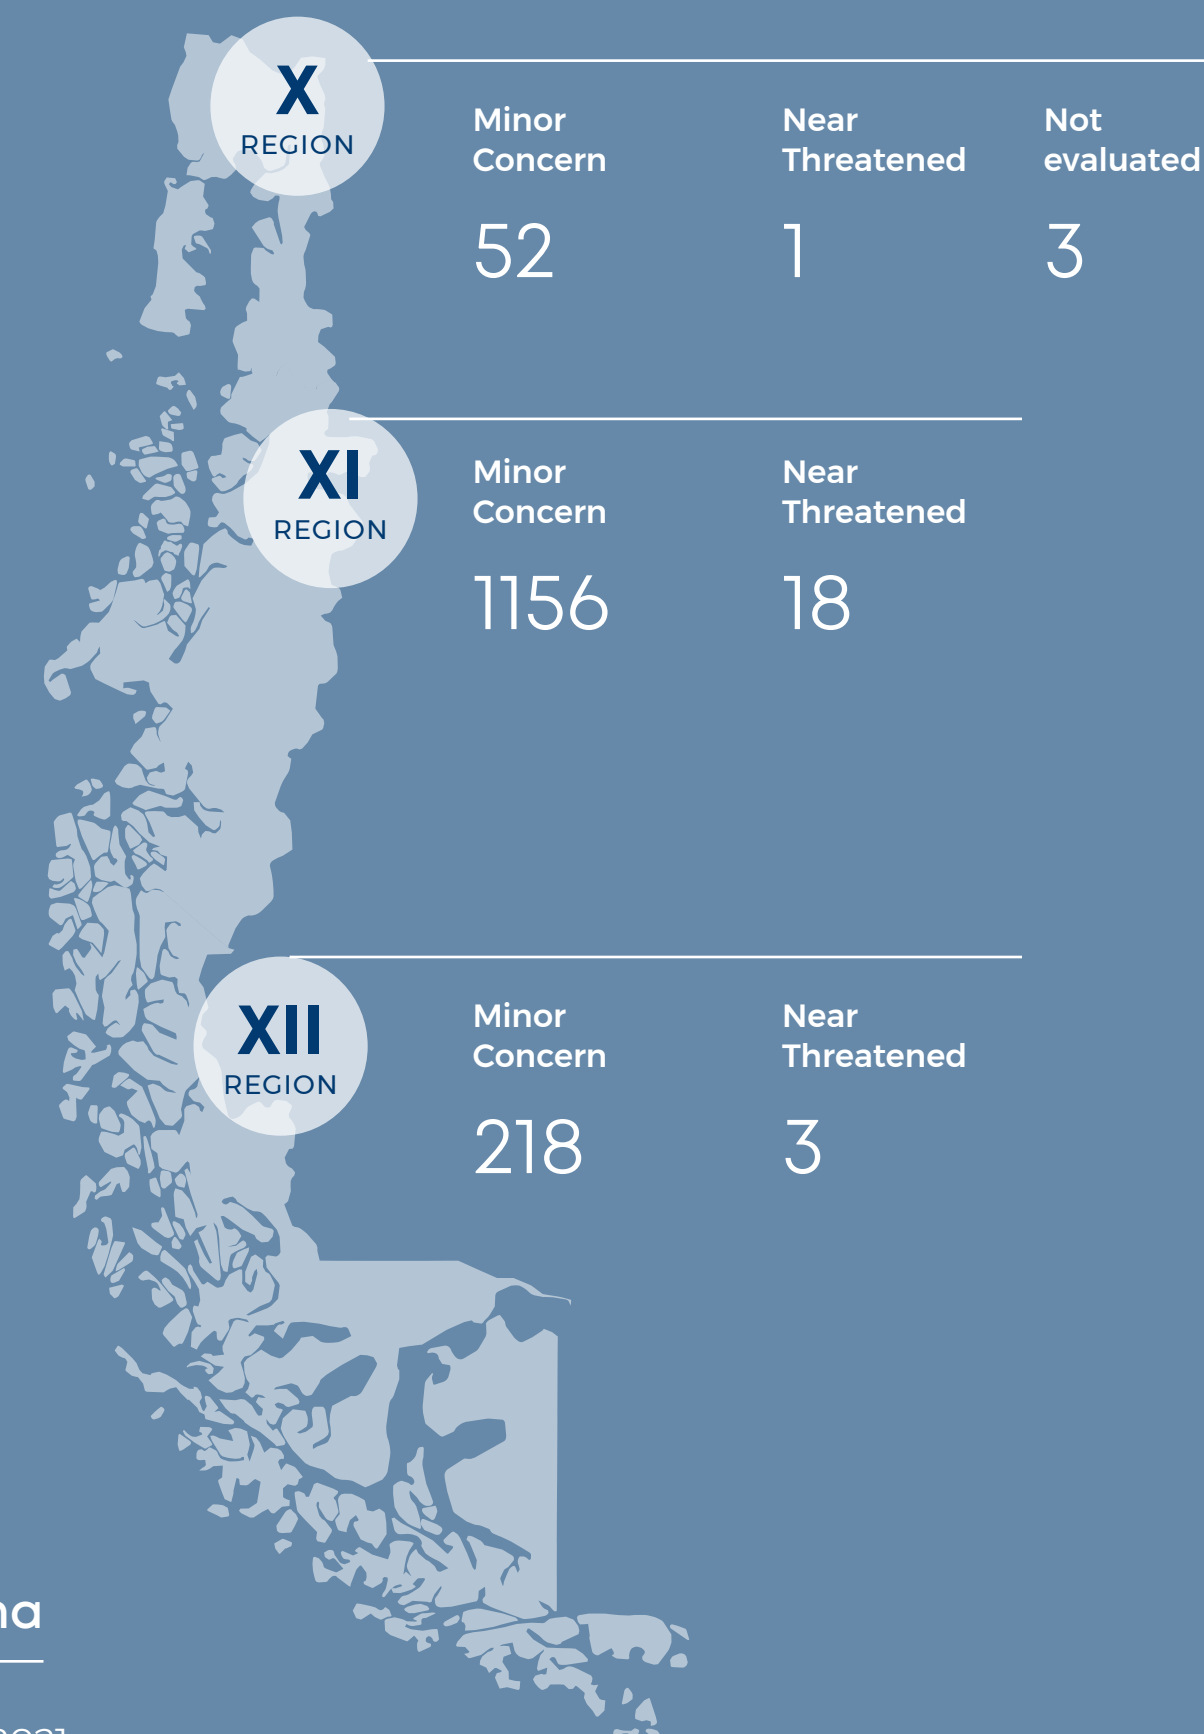 X
REGION
Minor
Concern
52
Near
Threatened
1
Not
evaluated
3
XI
REGION
Minor
Concern
1156
Near
Threatened
18
XII
REGION
Minor
Concern
218
Near
Threatened
3